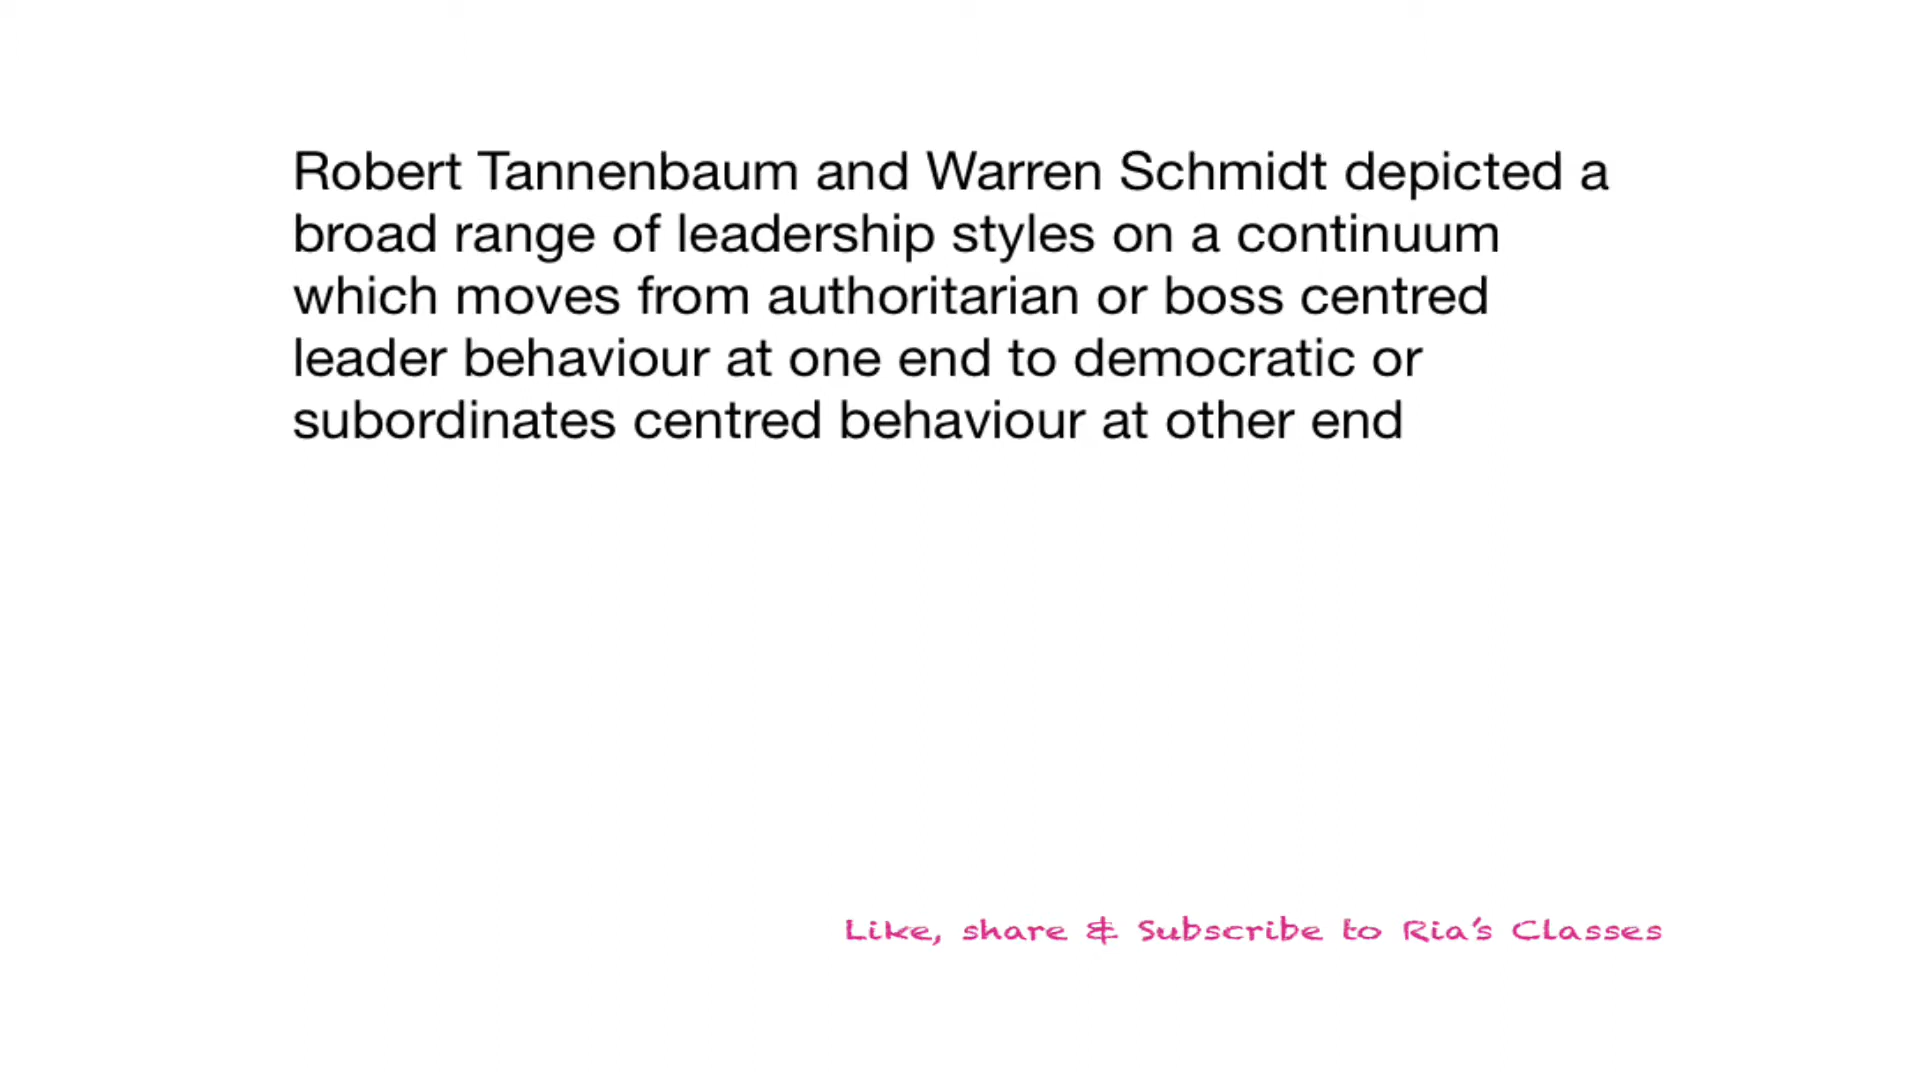 Robert Tannenbaum and Warren Schmidt depicted a
broad range of leadership styles on a continuum
which moves from authoritarian or boss centred
leader behaviour at one end to democratic or
subordinates centred behaviour at other end
Like, share & Subscribe to Ria's Classes